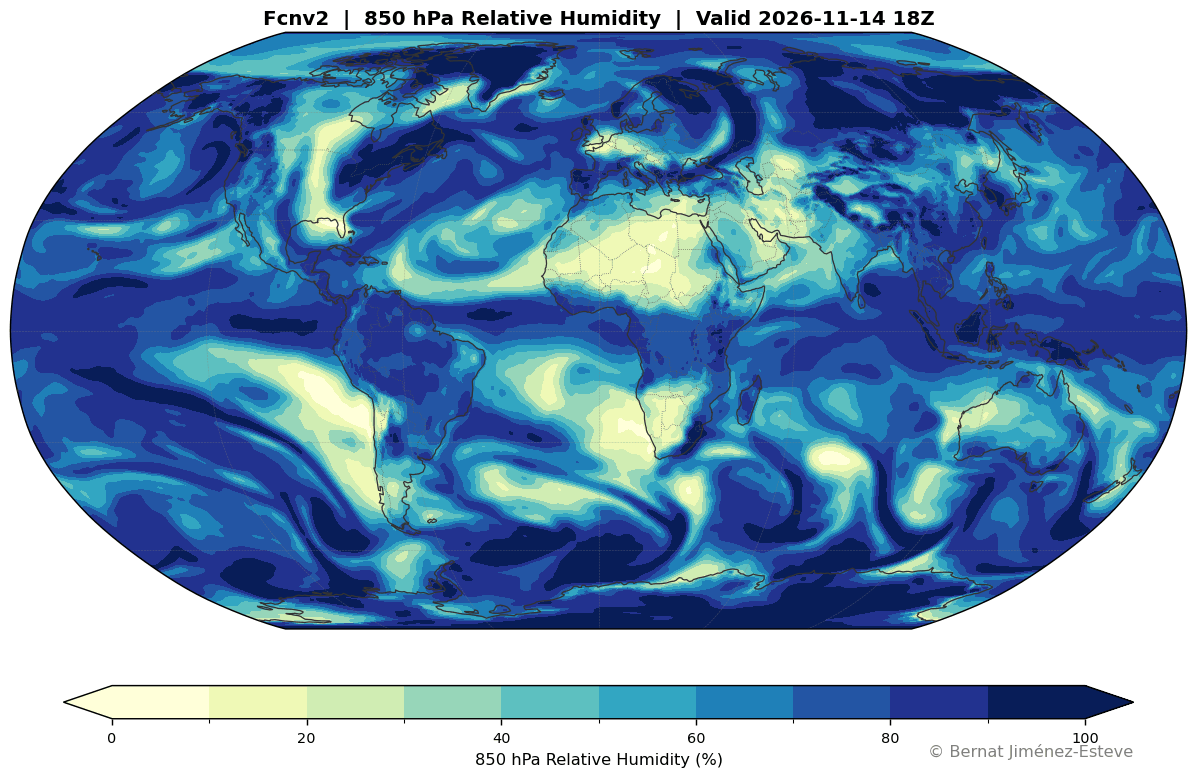 Fcnv2  |  850 hPa Relative Humidity  |  Valid 2026-11-14 18Z
0 20 40 60 80 100
850 hPa Relative Humidity (%)
© Bernat Jiménez-Esteve